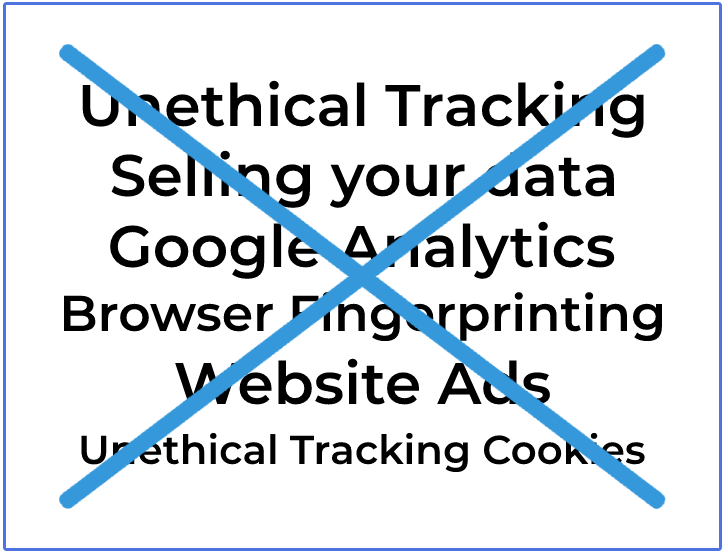 Unethical Tracking
Selling your data
Google Analytics
Browser Fingerprinting
Website Ads
Unethical Tracking Cookies